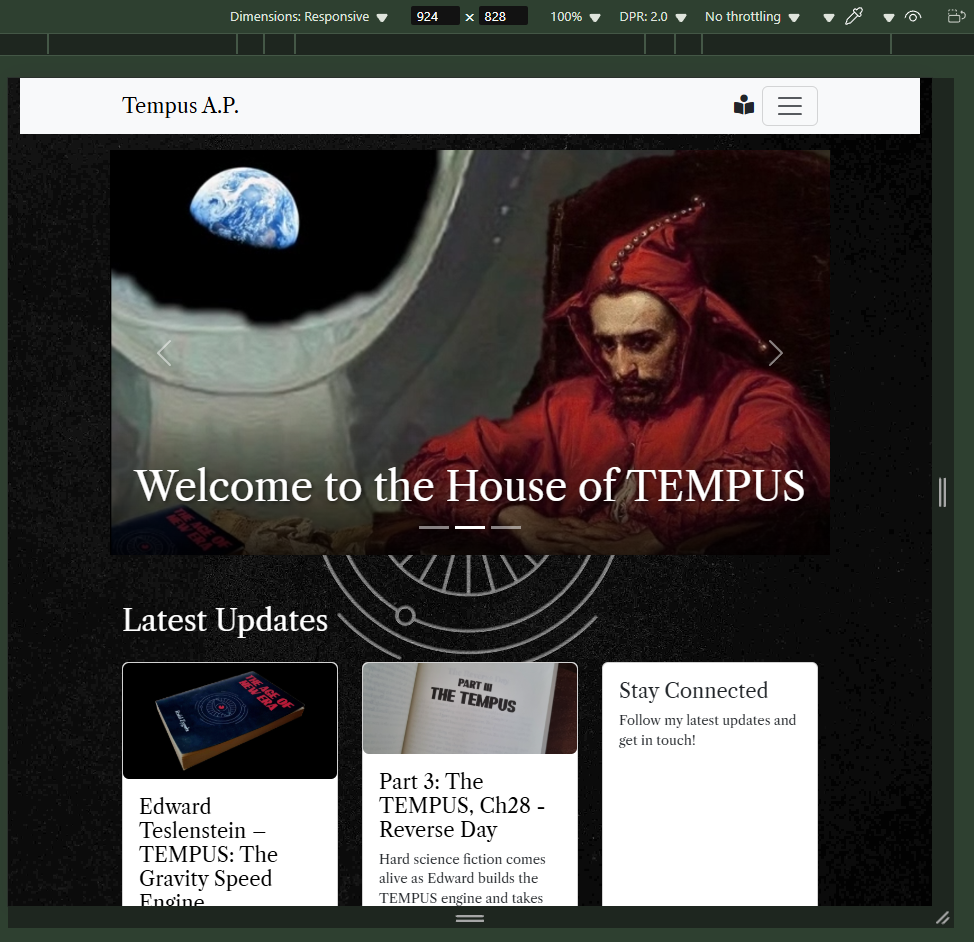 Dimensions: Responsive 924 x 828 100% DPR: 2.0 No throttling
Tempus A.P.
Welcome to the House of TEMPUS
THE AGE OF
NEW ERA
Latest Updates
THE AGE OF
NEW ERA
PART III
THE TEMPUS
Stay Connected
Follow my latest updates and
get in touch!
Edward
Teslenstein –
TEMPUS: The
Gravity Speed
Engine
Part 3: The
TEMPUS, Ch28 -
Reverse Day
Hard science fiction comes
alive as Edward builds the
TEMPUS engine and takes